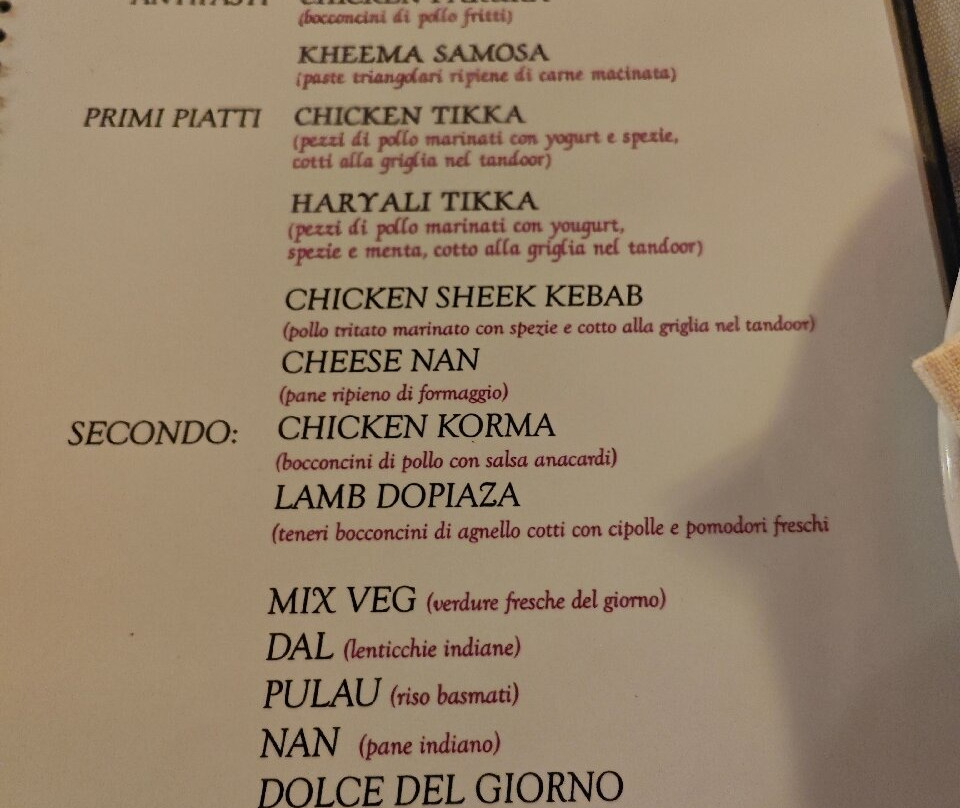 ANTIPASTI CHICKEN PAKORA
(bocconcini di pollo fritti)
KHEEMA SAMOSA
(paste triangolari ripiene di carne macinata)
PRIMI PIATTI CHICKEN TIKKA
(pezzi di pollo marinati con yogurt e spezie,
cotti alla griglia nel tandoor)
HARYALI TIKKA
(pezzi di pollo marinati con yougurt,
spezie e menta, cotto alla griglia nel tandoor)
CHICKEN SHEEK KEBAB
(pollo tritato marinato con spezie e cotto alla griglia nel tandoor)
CHEESE NAN
(pane ripieno di formaggio)
SECONDO: CHICKEN KORMA
(bocconcini di pollo con salsa anacardi)
LAMB DOPIAZA
(teneri bocconcini di agnello cotti con cipolle e pomodori freschi
MIX VEG (verdure fresche del giorno)
DAL (lenticchie indiane)
PULAU (riso basmati)
NAN (pane indiano)
DOLCE DEL GIORNO